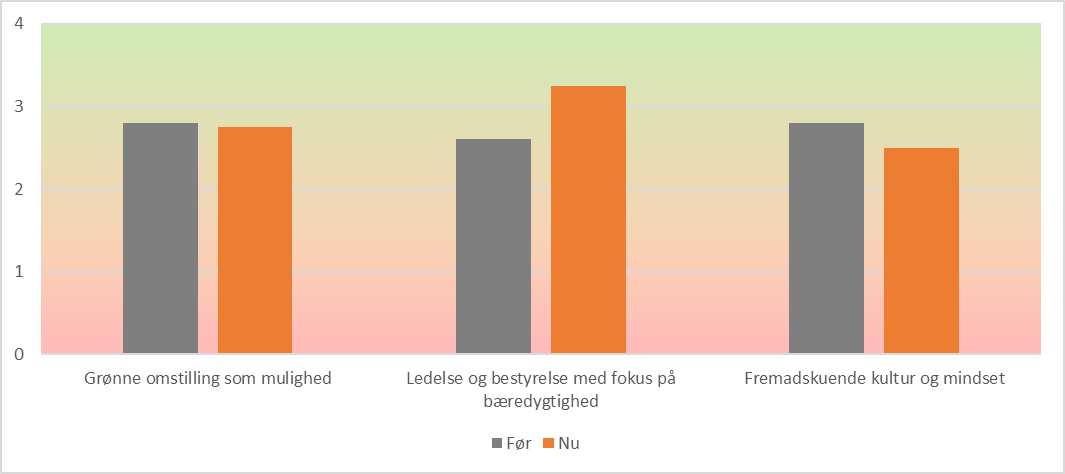 4
3
2
1
0
Grønne omstilling som mulighed
Ledelse og bestyrelse med fokus på
bæredygtighed
Fremadskuende kultur og mindset
Før Nu